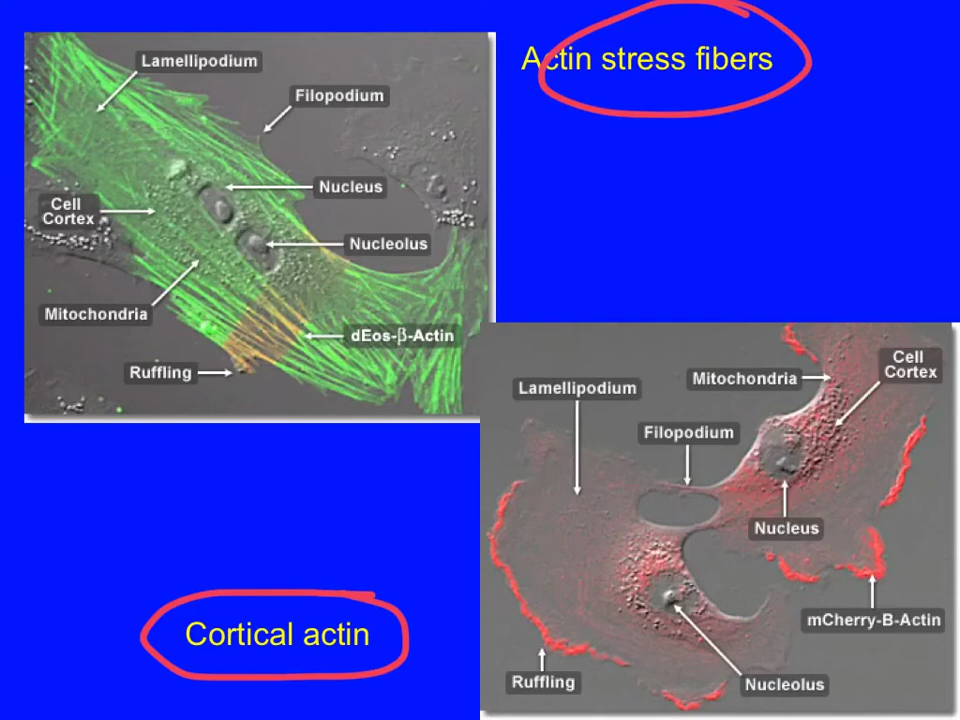 Actin stress fibers
Lamellipodium
Filopodium
Nucleus
Cell
Cortex
Nucleolus
Mitochondria
dEos-β-Actin
Ruffling
Cell
Cortex
Mitochondria
Lamellipodium
Filopodium
Nucleus
mCherry-B-Actin
Ruffling
Nucleolus
Cortical actin